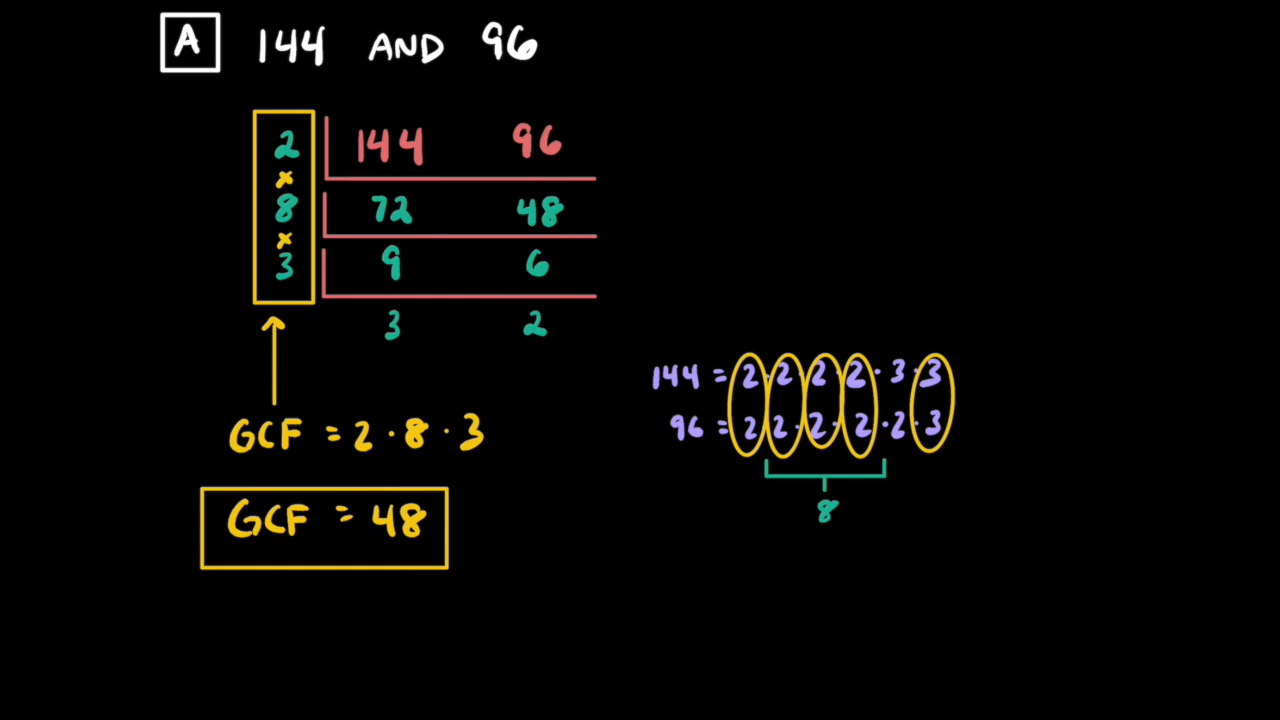 A 144 AND 96
2 144 96
×
8 72 48
×
3 9 6
3 2
GCF = 2 · 8 · 3
GCF = 48
144 = 2 · 2 · 2 · 2 · 3 · 3
96 = 2 2 · 2 · 2 · 2 · 3
8